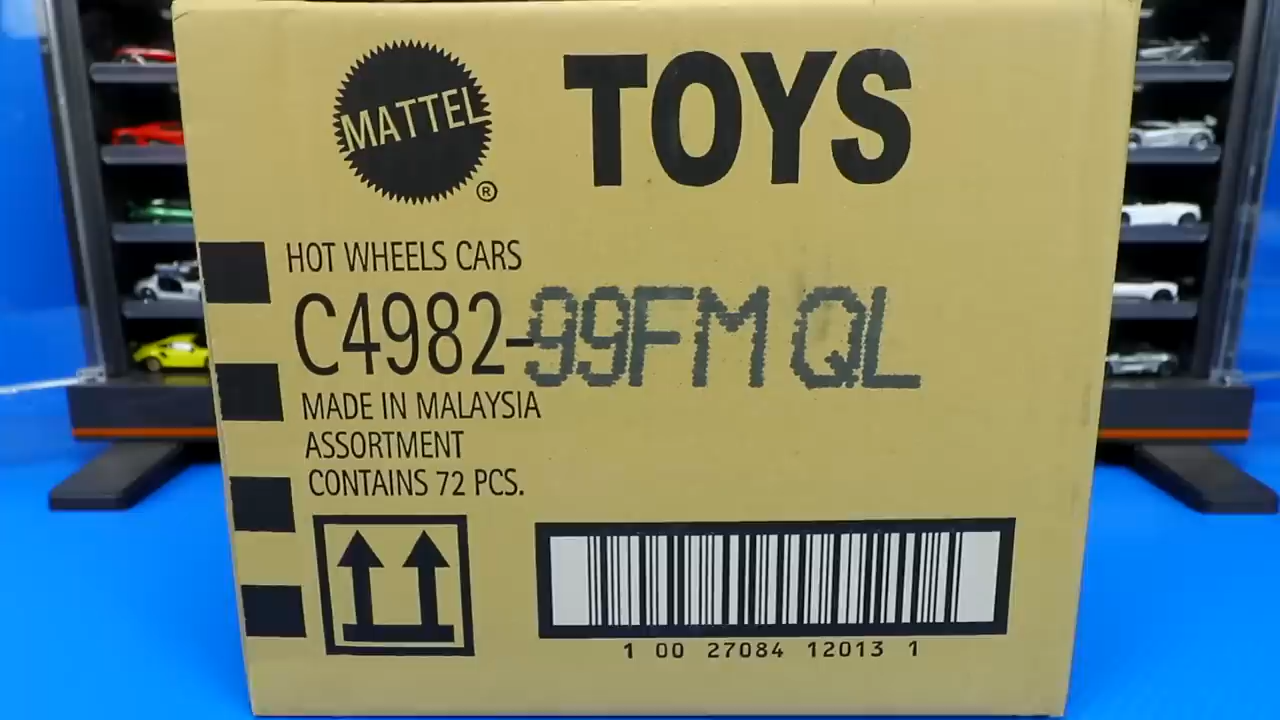 MATTEL
®
TOYS
HOT WHEELS CARS
C4982-99FM QL
MADE IN MALAYSIA
ASSORTMENT
CONTAINS 72 PCS.
1 00 27084 12013 1